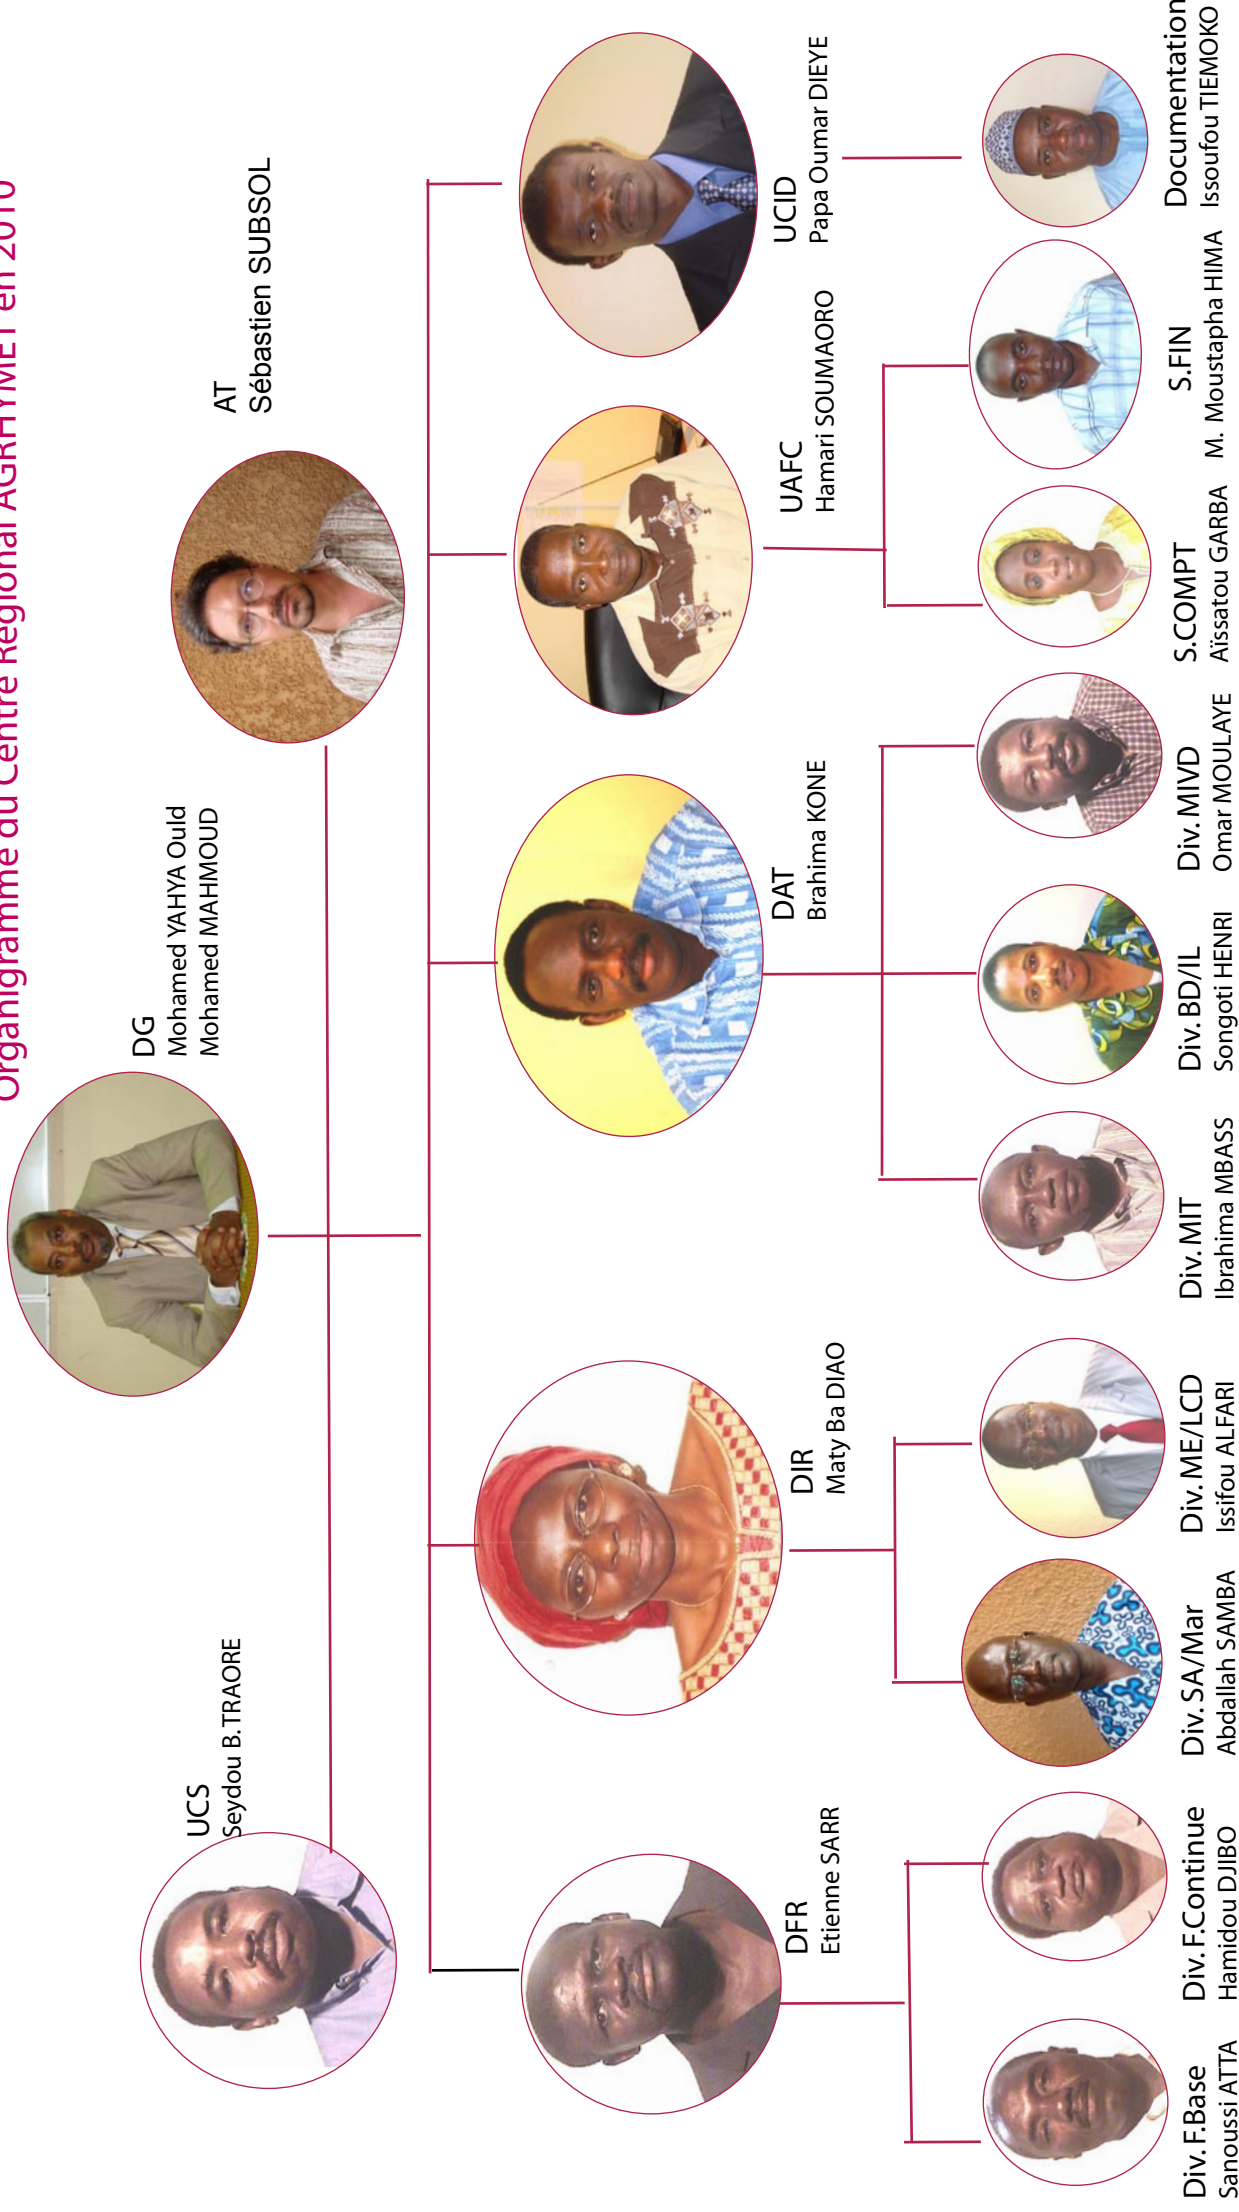 Organigramme du Centre Régional AGRHYMET en 2010
DG
Mohamed YAHYA Ould
Mohamed MAHMOUD
UCS
Seydou B.TRAORE
AT
Sébastien SUBSOL
DFR
Etienne SARR
DIR
Maty Ba DIAO
DAT
Brahima KONE
UAFC
Hamari SOUMAORO
UCID
Papa Oumar DIEYE
Div. F.Base
Sanoussi ATTA
Div. F.Continue
Hamidou DJIBO
Div. SA/Mar
Abdallah SAMBA
Div. ME/LCD
Issifou ALFARI
Div. MIT
Ibrahima MBASS
Div. BD/IL
Songoti HENRI
Div. MIVD
Omar MOULAYE
S.COMPT
Aïssatou GARBA
S.FIN
M. Moustapha HIMA
Documentation
Issoufou TIEMOKO